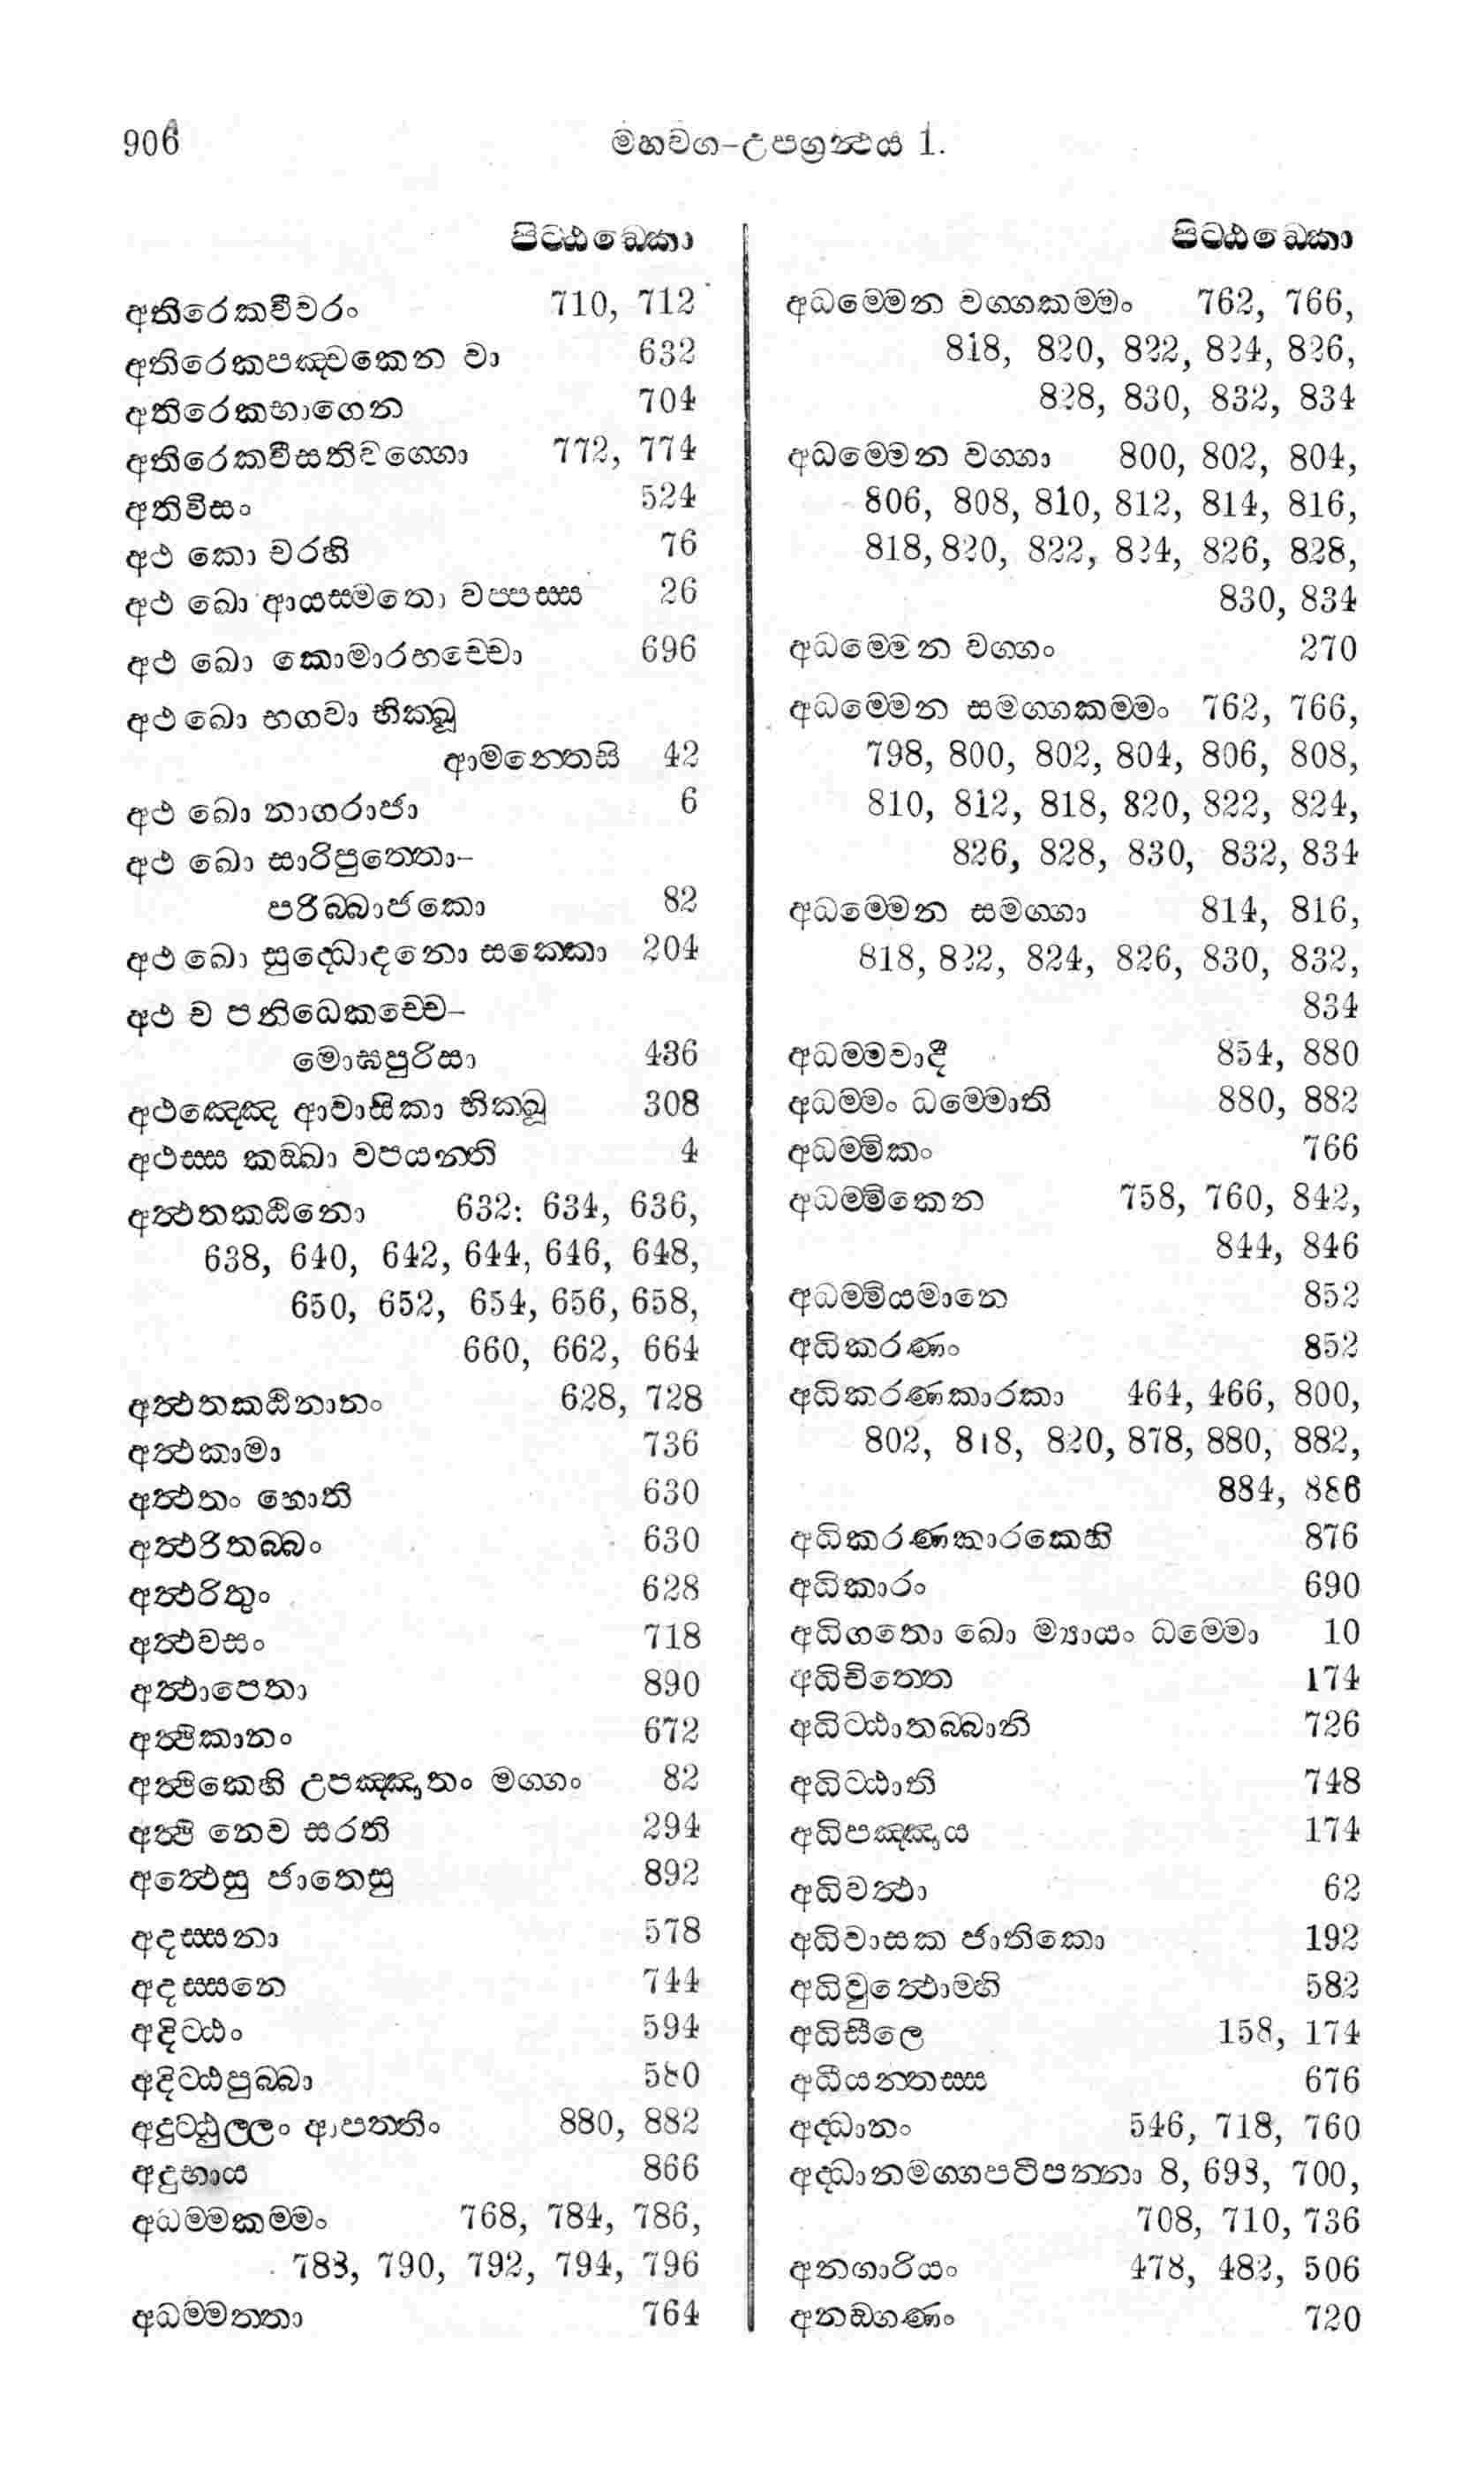 906 මහවග-උපග්‍රන්‍ථය 1.
පිට්ඨඞ්කො
අතිරෙකචීවරං 710, 712
අතිරෙකපඤ්චකෙන වා 632
අතිරෙකභාගෙන 704
අතිරෙකවීසතිවග්ගො 772, 774
අතිවිසං 524
අථ කො චරහි 76
අථ ඛො ආයස්මතො වප්පස්ස 26
අථ ඛො කොමාරභච්චො 696
අථ ඛො භගවා භික්ඛූ
ආමන්තෙසි 42
අථ ඛො නාගරාජා 6
අථ ඛො සාරිපුත්තො-
පරිබ්බාජකො 82
අථ ඛො සුද්ධොදනො සක්කො 204
අථ ච පනිධෙකච්චෙ-
මොඝපුරිසා 436
අථඤ්ඤෙ ආවාසිකා භික්ඛූ 308
අථස්ස කඞ්ඛා වපයන්ති 4
අත්‍ථතකඨිනො 632: 634, 636,
638, 640, 642, 644, 646, 648,
650, 652, 654, 656, 658,
660, 662, 664
අත්‍ථතකඨිනානං 628, 728
අත්‍ථකාමා 736
අත්‍ථතං හොති 630
අත්‍ථරිතබ්බං 630
අත්‍ථරිතුං 628
අත්‍ථවසං 718
අත්‍ථාපෙතා 890
අත්‍ථිකානං 672
අත්‍ථිකෙහි උපඤ්ඤාතං මග්ගං 82
අත්‍ථි නෙව සරති 294
අත්‍ථෙසු ජාතෙසු 892
අදස්සනා 578
අදස්සනෙ 744
අදිට්ඨං 594
අදිට්ඨපුබ්බා 580
අදුට්ඨුල්ලං ආපත්තිං 880, 882
අදුභාය 866
අධම්මකම්මං 768, 784, 786,
788, 790, 792, 794, 796
අධම්මත්තා 764
පිට්ඨඞ්කො
අධම්මෙන වග්ගකම්මං 762, 766,
818, 820, 822, 824, 826,
828, 830, 832, 834
අධම්මෙන වග්ගා 800, 802, 804,
806, 808, 810, 812, 814, 816,
818, 820, 822, 824, 826, 828,
830, 834
අධම්මෙන වග්ගං 270
අධම්මෙන සමග්ගකම්මං 762, 766,
798, 800, 802, 804, 806, 808,
810, 812, 818, 820, 822, 824,
826, 828, 830, 832, 834
අධම්මෙන සමග්ගා 814, 816,
818, 822, 824, 826, 830, 832,
834
අධම්මවාදී 854, 880
අධම්මං ධම්මොති 880, 882
අධම්මිකං 766
අධම්මිකෙන 758, 760, 842,
844, 846
අධම්මියමානෙ 852
අධිකරණං 852
අධිකරණකාරකා 464, 466, 800,
802, 818, 820, 878, 880, 882,
884, 886
අධිකරණකාරකෙහි 876
අධිකාරං 690
අධිගතො ඛො ම්‍යායං ධම්මො 10
අධිචිත්තෙ 174
අධිට්ඨාතබ්බානි 726
අධිට්ඨාති 748
අධිපඤ්ඤාය 174
අධිවත්‍ථා 62
අධිවාසක ජාතිකො 192
අධිවුත්‍ථොම්හි 582
අධිසීලෙ 158, 174
අධීයන්තස්ස 676
අද්ධානං 546, 718, 760
අද්ධානමග්ගපටිපන්නා 8, 698, 700,
708, 710, 736
අනගාරියං 478, 482, 506
අනඞ්ගණං 720